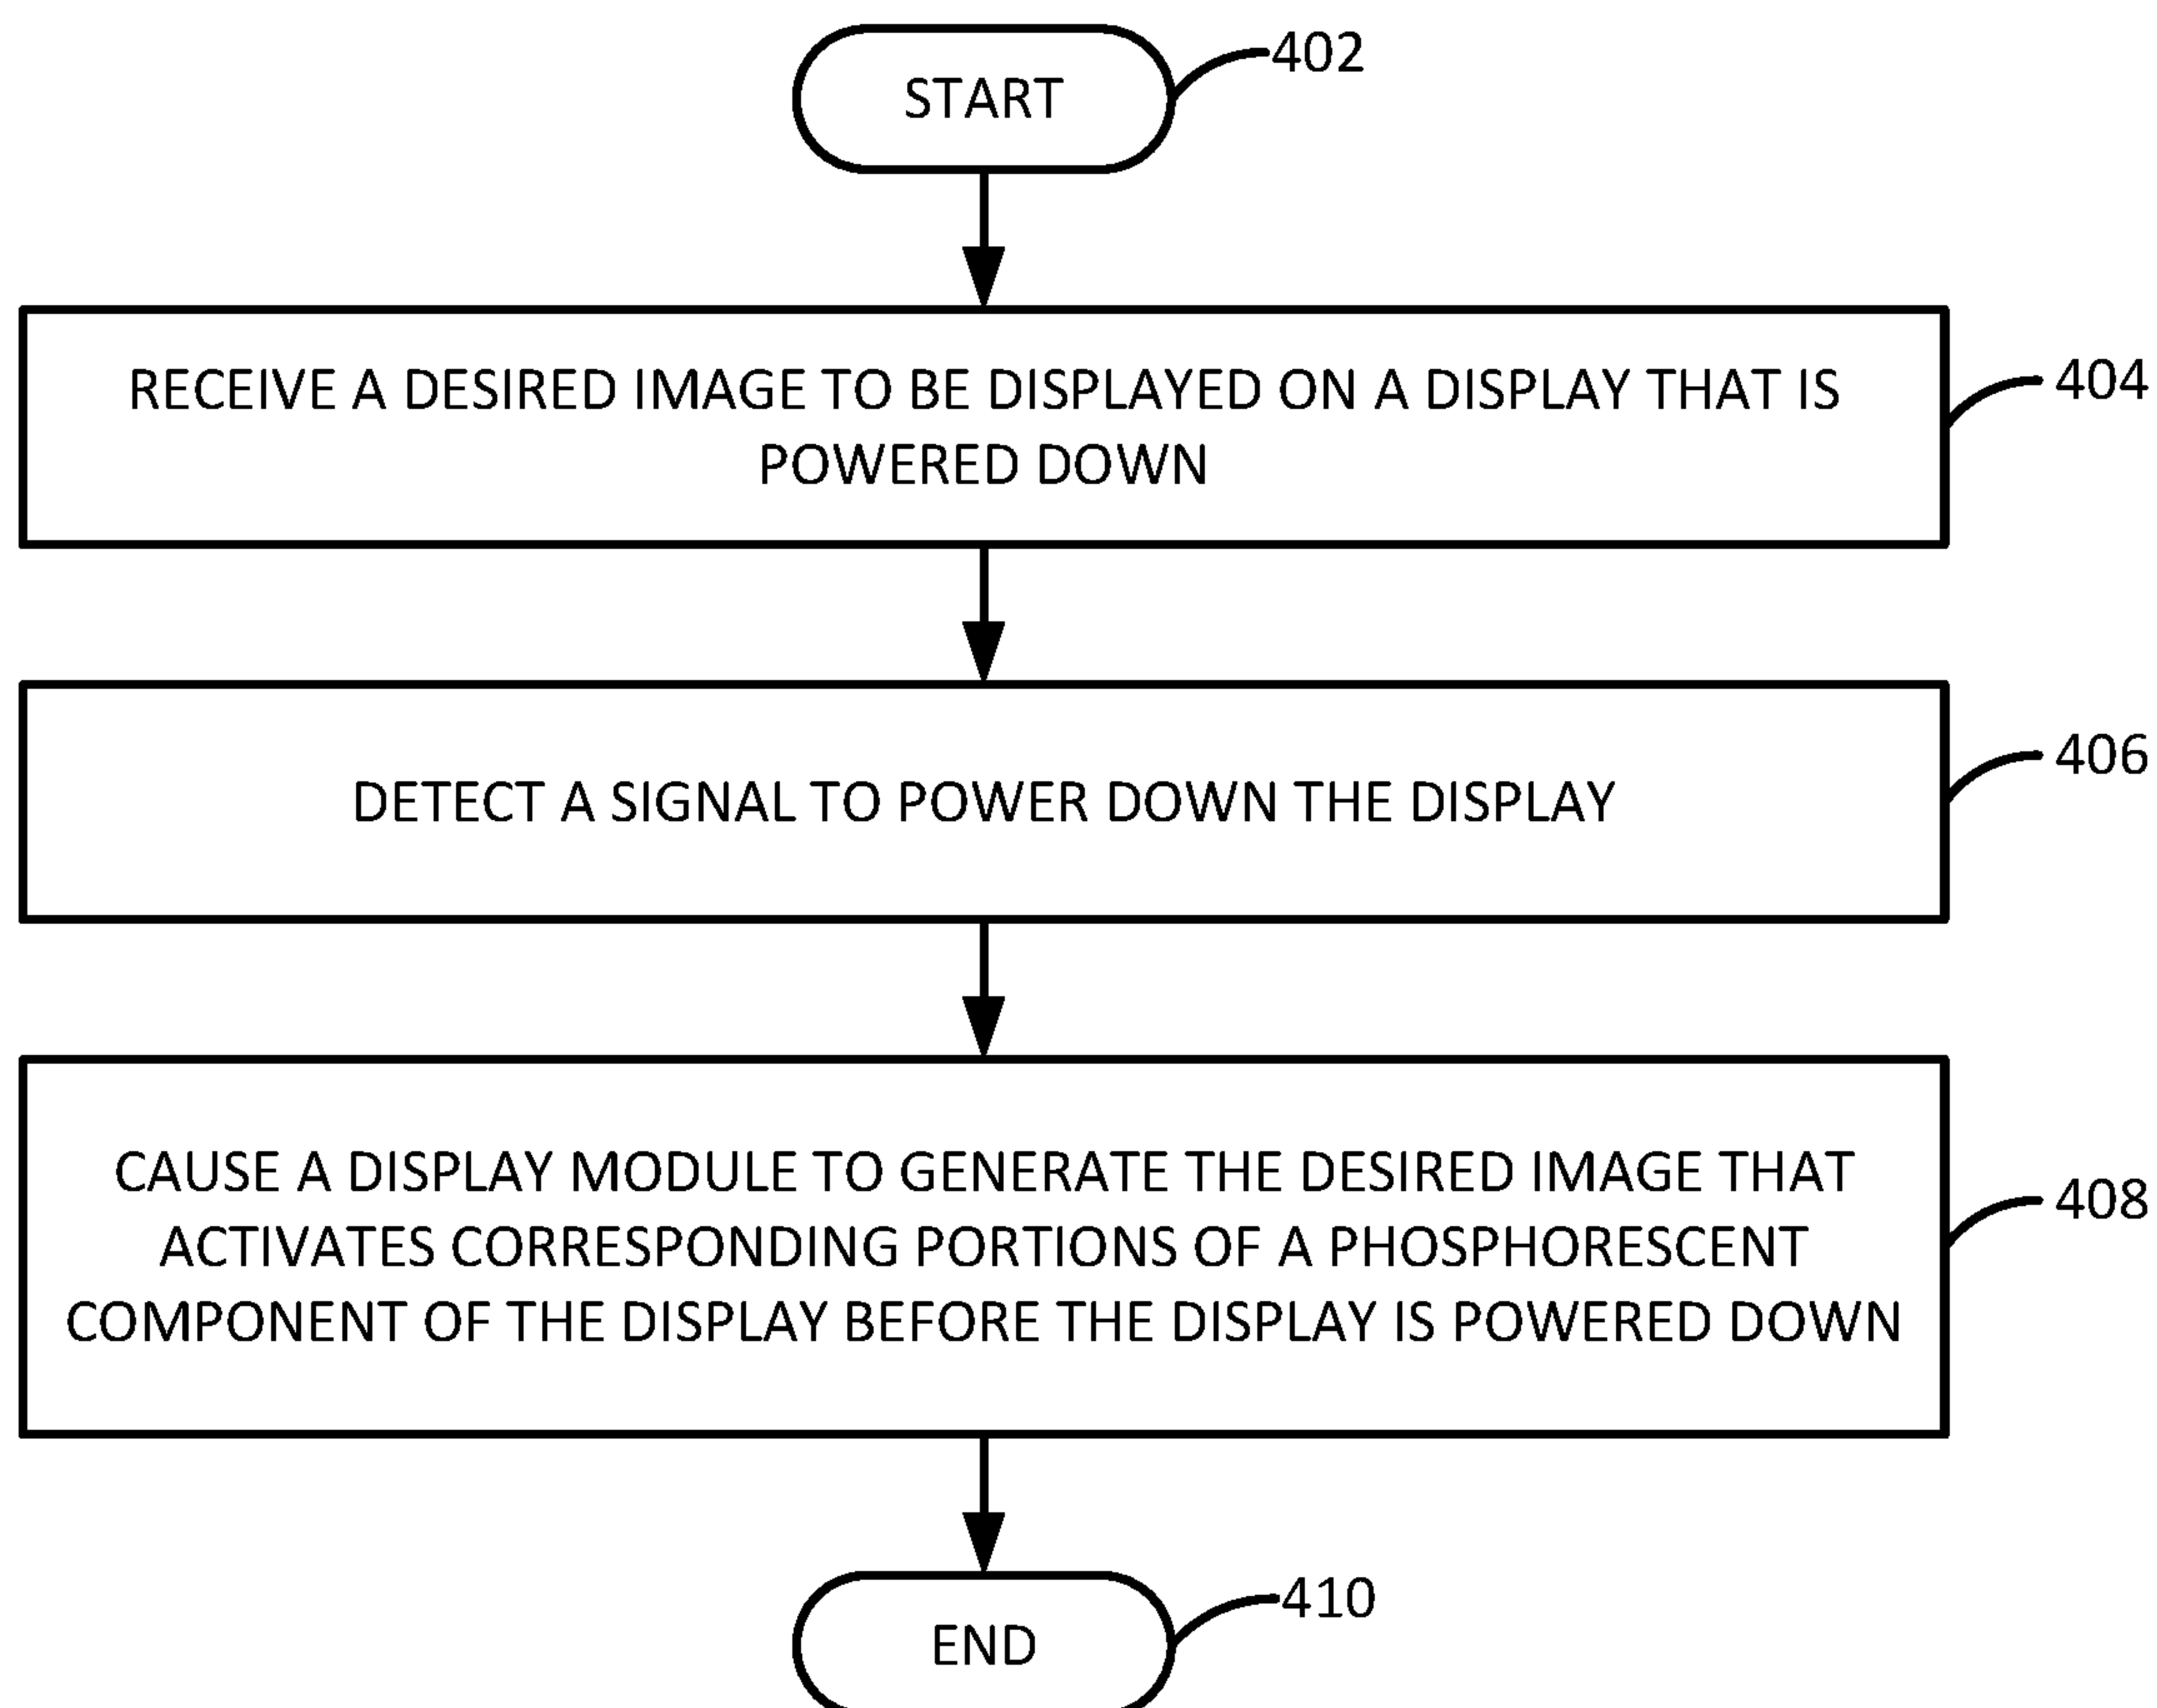 402
START
RECEIVE A DESIRED IMAGE TO BE DISPLAYED ON A DISPLAY THAT IS
POWERED DOWN
404
DETECT A SIGNAL TO POWER DOWN THE DISPLAY
406
CAUSE A DISPLAY MODULE TO GENERATE THE DESIRED IMAGE THAT
ACTIVATES CORRESPONDING PORTIONS OF A PHOSPHORESCENT
COMPONENT OF THE DISPLAY BEFORE THE DISPLAY IS POWERED DOWN
408
410
END